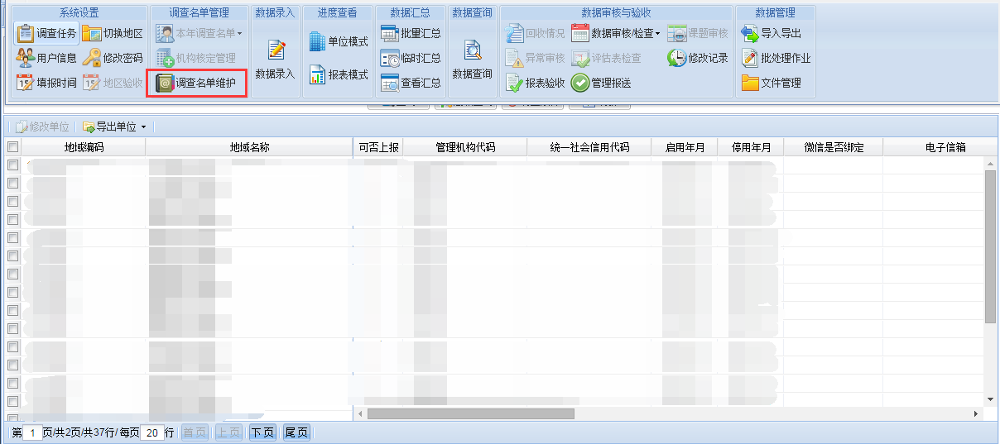 系统设置 调查名单管理 数据录入 进度查看 数据汇总 数据查询 数据审核与验收 数据管理
调查任务 切换地区 本年调查名单 单位模式 批量汇总 回收情况 数据审核/检查 课题审核 导入导出
用户信息 修改密码 机构核定管理 临时汇总 异常审核 评估表检查 修改记录 批处理作业
数据录入 报表模式 数据查询
填报时间 地区验收 调查名单维护 查看汇总 报表验收 管理报送 文件管理
修改单位 导出单位
地域编码 地域名称 可否上报 管理机构代码 统一社会信用代码 启用年月 停用年月 微信是否绑定 电子信箱
第 1 页/共2页/共37行/每页 20 行 首页 上页 下页 尾页